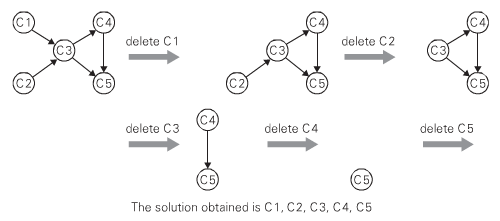 C1 C4 C3 C2 C5
delete C1
C4 C3 C2 C5
delete C2
C4 C3 C5
delete C3
C4
C5
delete C4
C5
delete C5
The solution obtained is C1, C2, C3, C4, C5